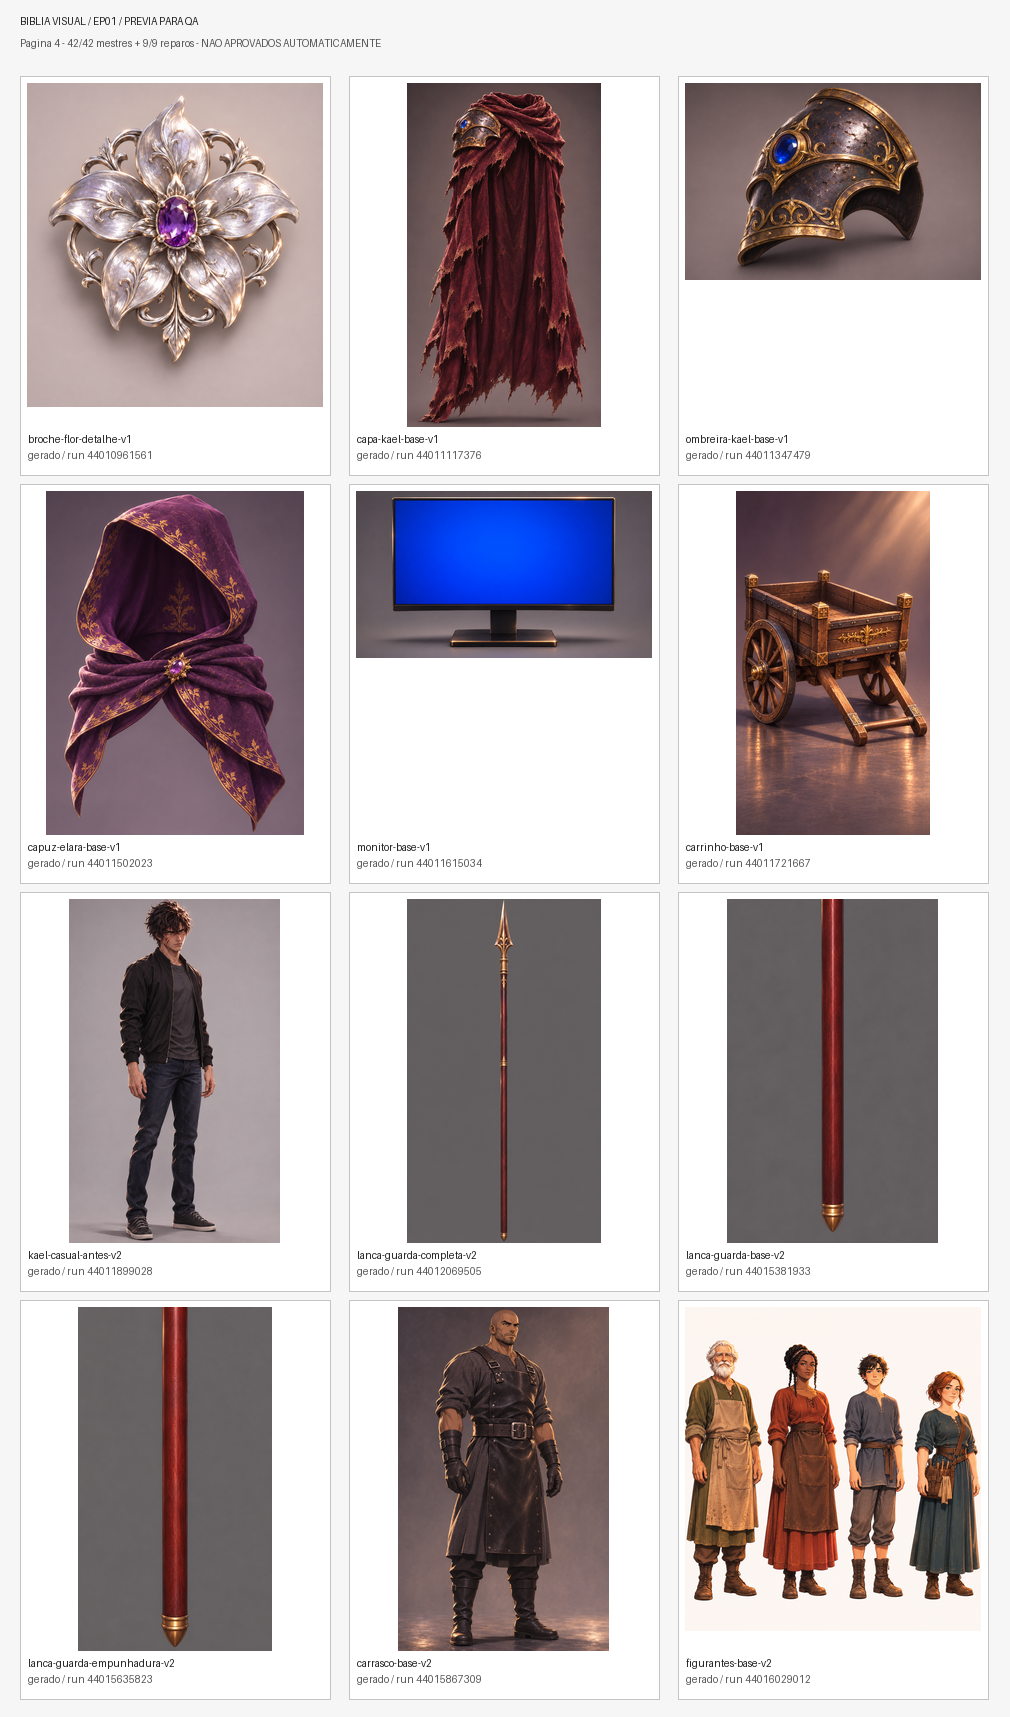 BIBLIA VISUAL / EP01 / PREVIA PARA QA
Pagina 4 - 42/42 mestres + 9/9 reparos - NAO APROVADOS AUTOMATICAMENTE
broche-flor-detalhe-v1
gerado / run 44010961561
capa-kael-base-v1
gerado / run 44011117376
ombreira-kael-base-v1
gerado / run 44011347479
capuz-elara-base-v1
gerado / run 44011502023
monitor-base-v1
gerado / run 44011615034
carrinho-base-v1
gerado / run 44011721667
kael-casual-antes-v2
gerado / run 44011899028
lanca-guarda-completa-v2
gerado / run 44012069505
lanca-guarda-base-v2
gerado / run 44015381933
lanca-guarda-empunhadura-v2
gerado / run 44015635823
carrasco-base-v2
gerado / run 44015867309
figurantes-base-v2
gerado / run 44016029012